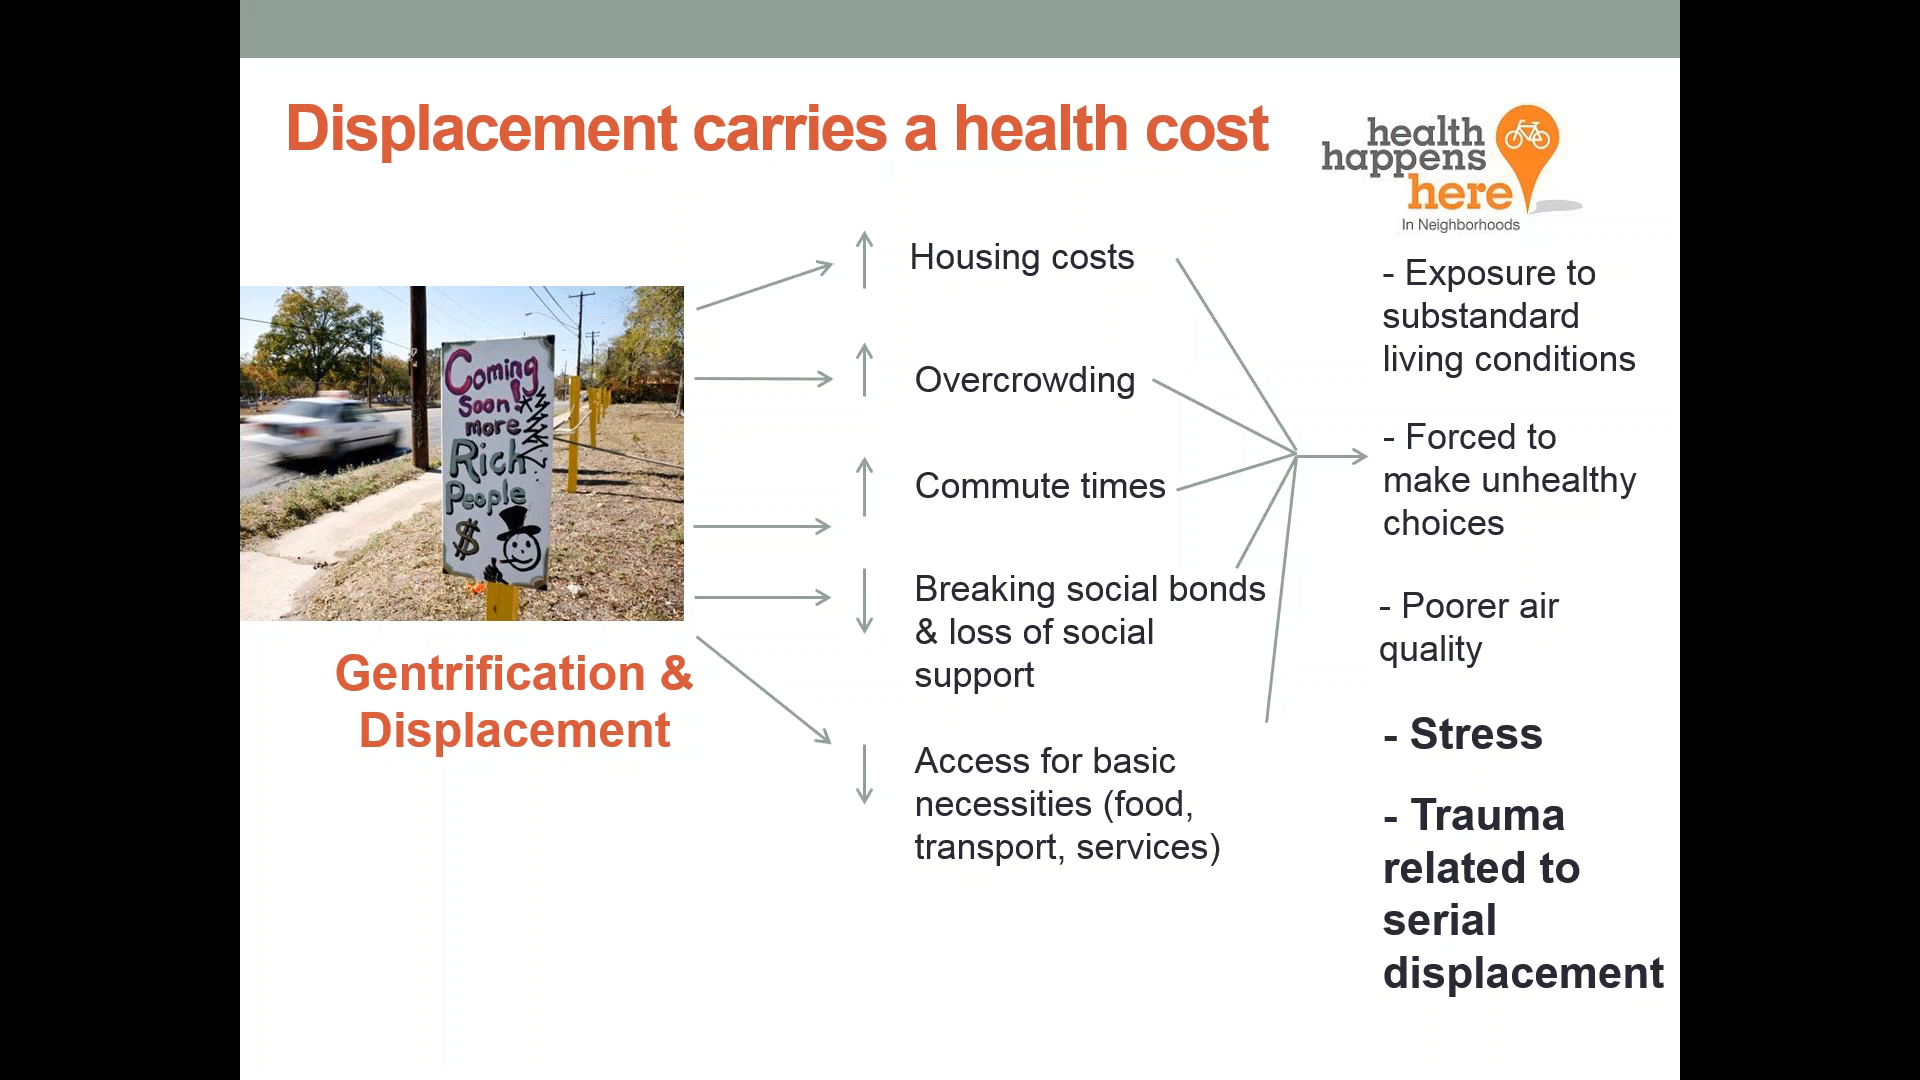 Displacement carries a health cost
health
happens
here
In Neighborhoods
Coming
Soon!
more
Rich
People
$
Gentrification &
Displacement
Housing costs
Overcrowding
Commute times
Breaking social bonds
& loss of social
support
Access for basic
necessities (food,
transport, services)
- Exposure to
substandard
living conditions
- Forced to
make unhealthy
choices
- Poorer air
quality
- Stress
- Trauma
related to
serial
displacement